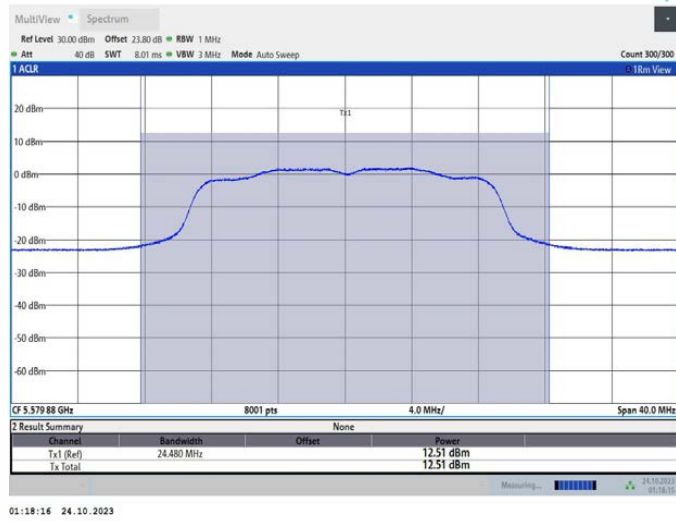 MultiView Spectrum
Ref Level 30.00 dBm Offset 23.80 dB RBW 1 MHz
Att 40 dB SWT 8.01 ms VBW 3 MHz Mode Auto Sweep Count 300/300
1 ACLR 1Rm View
Tx1
20 dBm
10 dBm
0 dBm
-10 dBm
-20 dBm
-30 dBm
-40 dBm
-50 dBm
-60 dBm
CF 5.579 88 GHz 8001 pts 4.0 MHz/ Span 40.0 MHz
2 Result Summary None
Channel Bandwidth Offset Power
Tx1 (Ref) 24.480 MHz 12.51 dBm
Tx Total 12.51 dBm
Measuring... 24.10.2023
01:18:15
01:18:16 24.10.2023